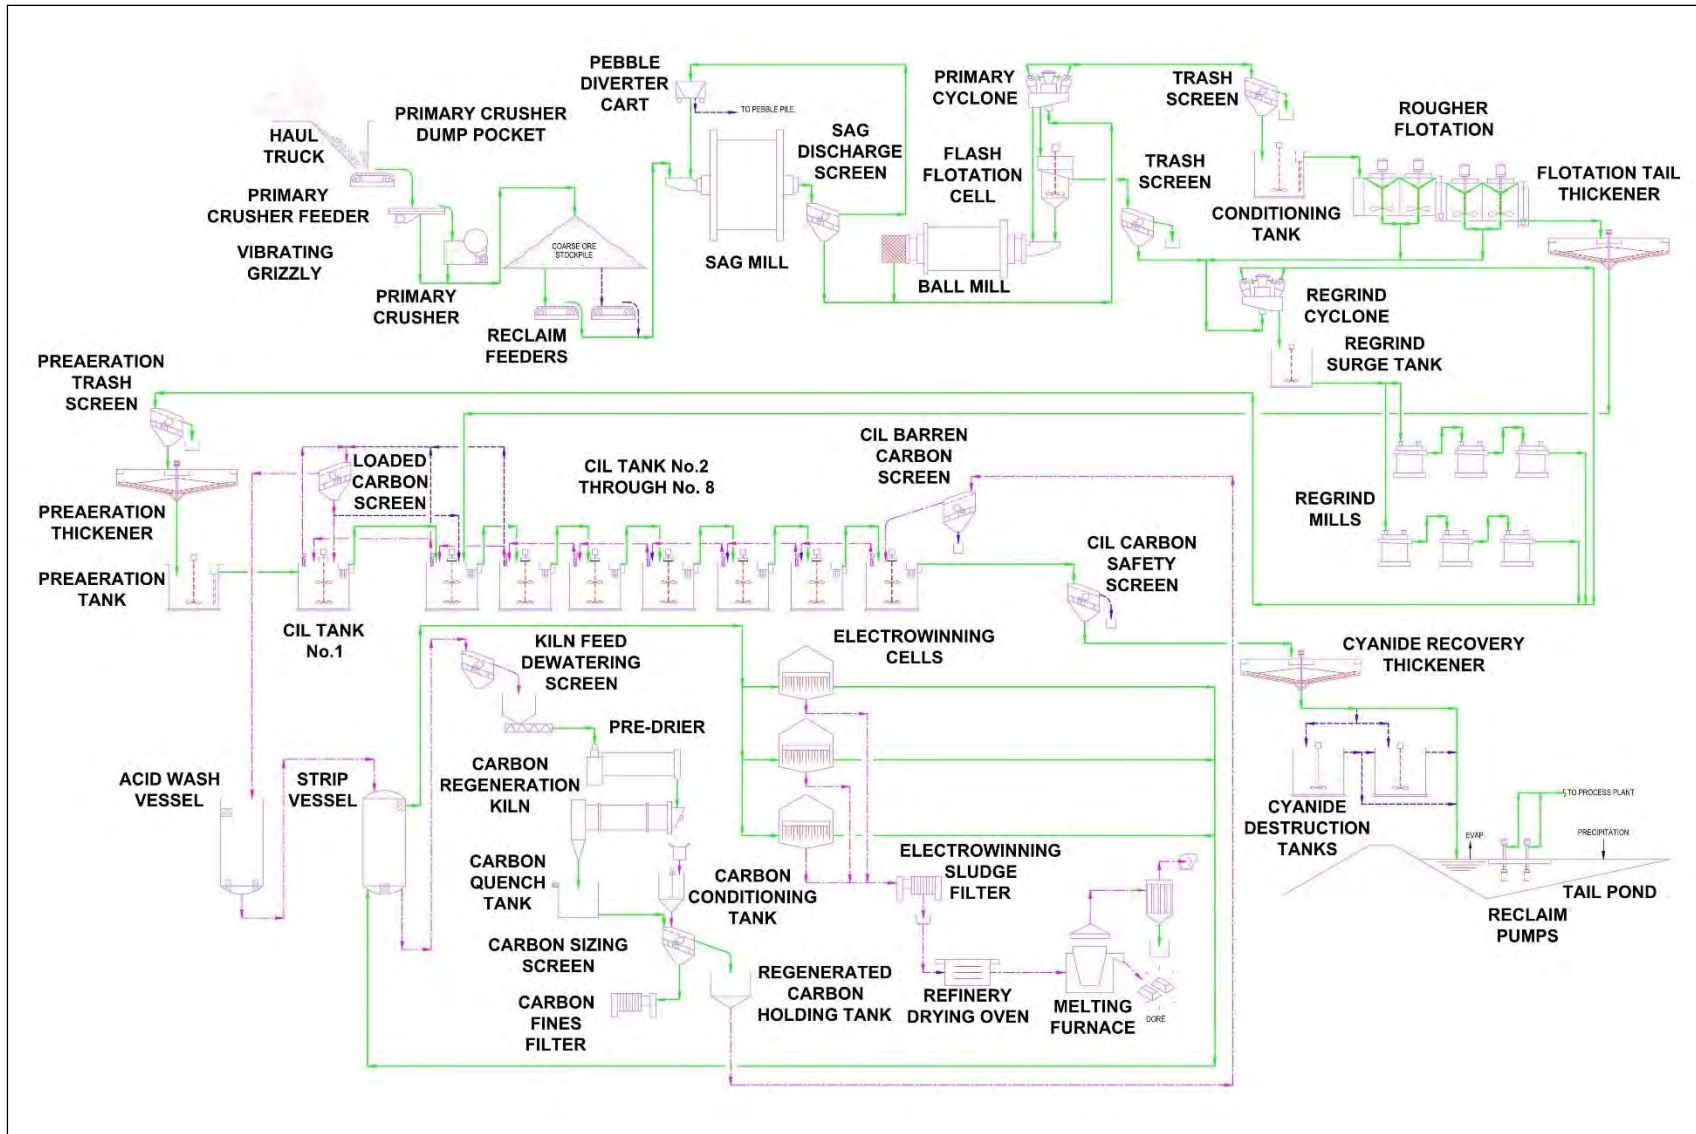 PEBBLE
DIVERTER
CART
TO PEBBLE PILE
PRIMARY
CYCLONE
TRASH
SCREEN
ROUGHER
FLOTATION
HAUL
TRUCK
PRIMARY CRUSHER
DUMP POCKET
SAG
DISCHARGE
SCREEN
FLASH
FLOTATION
CELL
TRASH
SCREEN
FLOTATION TAIL
THICKENER
PRIMARY
CRUSHER FEEDER
CONDITIONING
TANK
VIBRATING
GRIZZLY
COARSE ORE
STOCKPILE
SAG MILL
BALL MILL
PRIMARY
CRUSHER
RECLAIM
FEEDERS
REGRIND
CYCLONE
REGRIND
SURGE TANK
PREAERATION
TRASH
SCREEN
LOADED
CARBON
SCREEN
CIL TANK No.2
THROUGH No. 8
CIL BARREN
CARBON
SCREEN
REGRIND
MILLS
PREAERATION
THICKENER
PREAERATION
TANK
CIL CARBON
SAFETY
SCREEN
CIL TANK
No.1
KILN FEED
DEWATERING
SCREEN
ELECTROWINNING
CELLS
CYANIDE RECOVERY
THICKENER
PRE-DRIER
ACID WASH
VESSEL
STRIP
VESSEL
CARBON
REGENERATION
KILN
CYANIDE
DESTRUCTION
TANKS
TO PROCESS PLANT
EVAP
PRECIPITATION
CARBON
QUENCH
TANK
CARBON
CONDITIONING
TANK
ELECTROWINNING
SLUDGE
FILTER
TAIL POND
RECLAIM
PUMPS
CARBON SIZING
SCREEN
REGENERATED
CARBON
HOLDING TANK
REFINERY
DRYING OVEN
MELTING
FURNACE
DORÉ
CARBON
FINES
FILTER